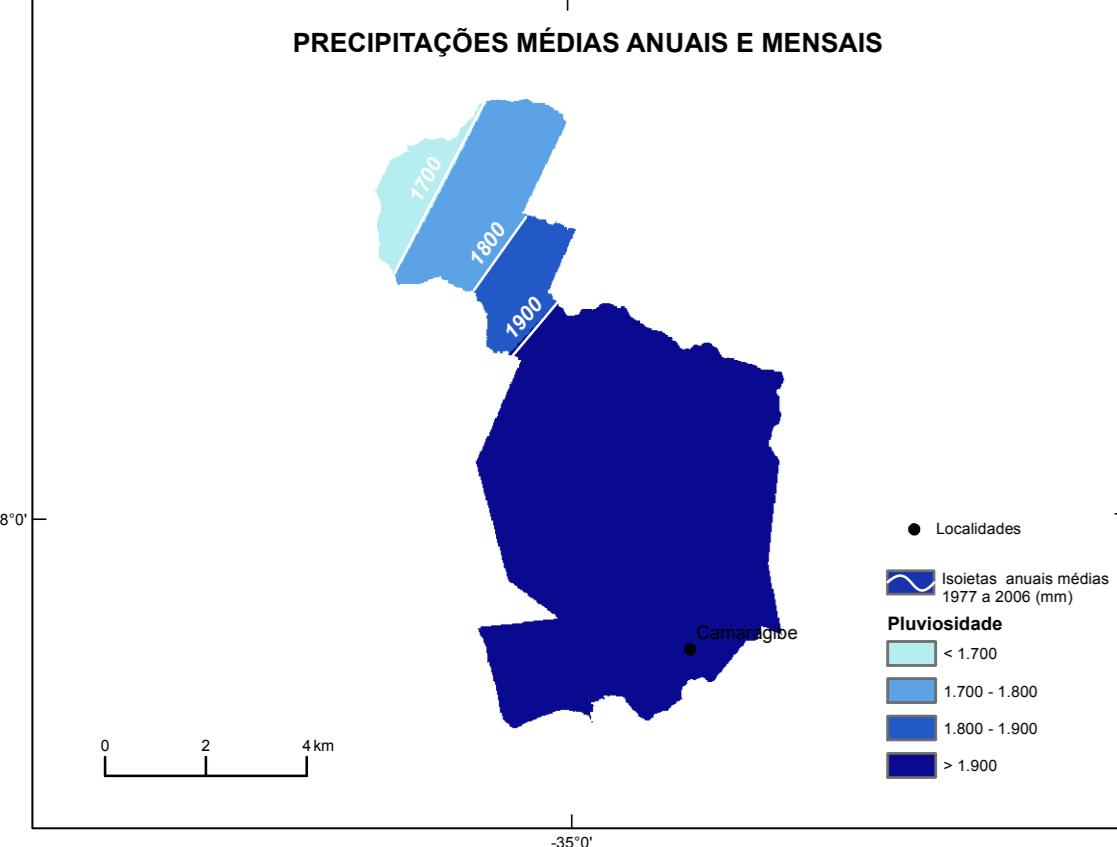 PRECIPITAÇÕES MÉDIAS ANUAIS E MENSAIS
1700
1800
1900
8°0'
Localidades
Isoietas anuais médias
1977 a 2006 (mm)
Pluviosidade
Camaragibe
< 1.700
1.700 - 1.800
1.800 - 1.900
> 1.900
0 2 4 km
-35°0'